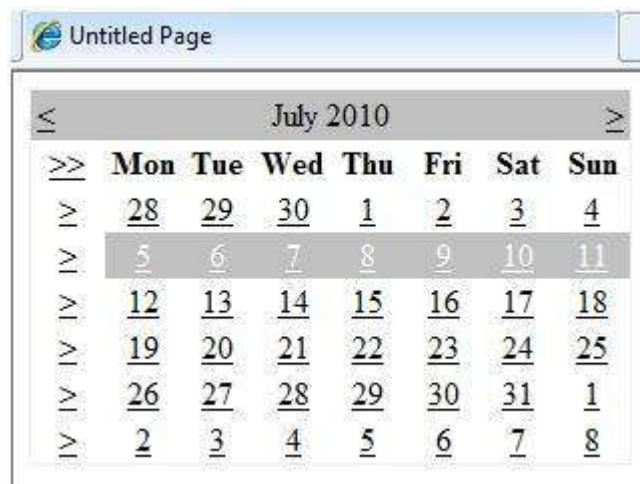 Untitled Page
< July 2010 >
>> Mon Tue Wed Thu Fri Sat Sun
> 28 29 30 1 2 3 4
> 5 6 7 8 9 10 11
> 12 13 14 15 16 17 18
> 19 20 21 22 23 24 25
> 26 27 28 29 30 31 1
> 2 3 4 5 6 7 8